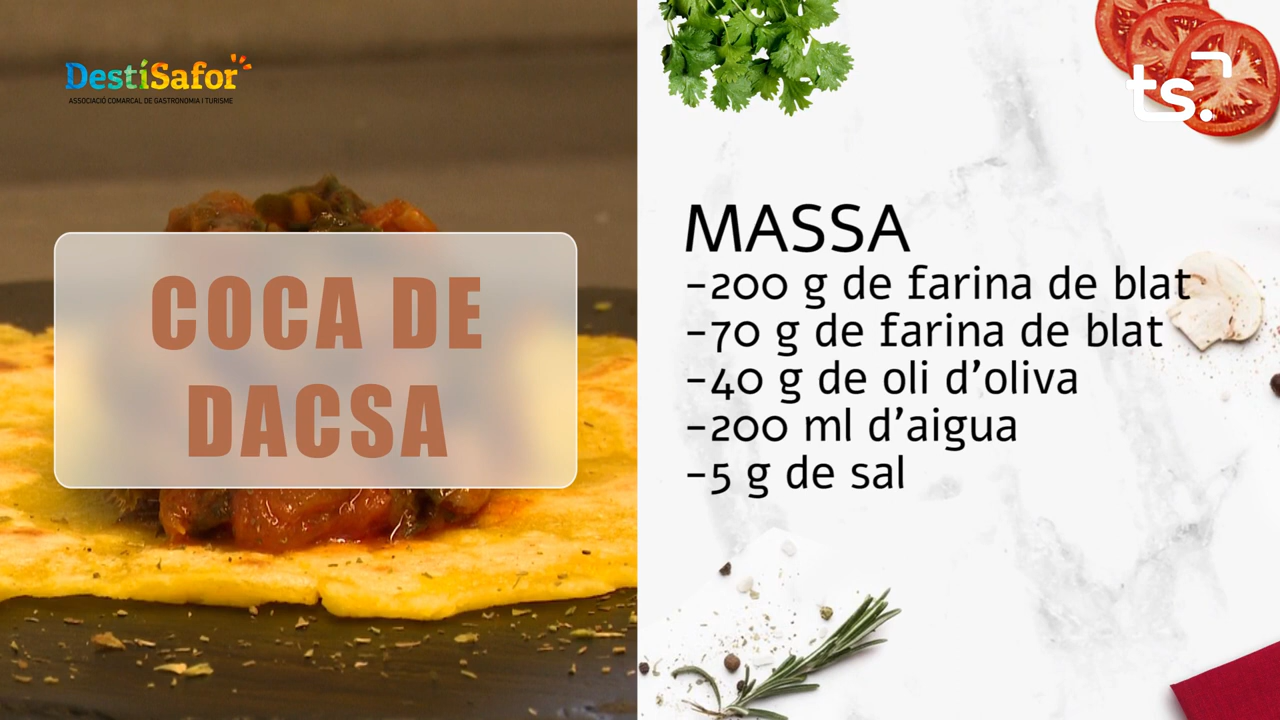 DestíSafor
ASSOCIACIÓ COMARCAL DE GASTRONOMIA I TURISME
COCA DE
DACSA
ts.
MASSA
-200 g de farina de blat
-70 g de farina de blat
-40 g de oli d’oliva
-200 ml d’aigua
-5 g de sal